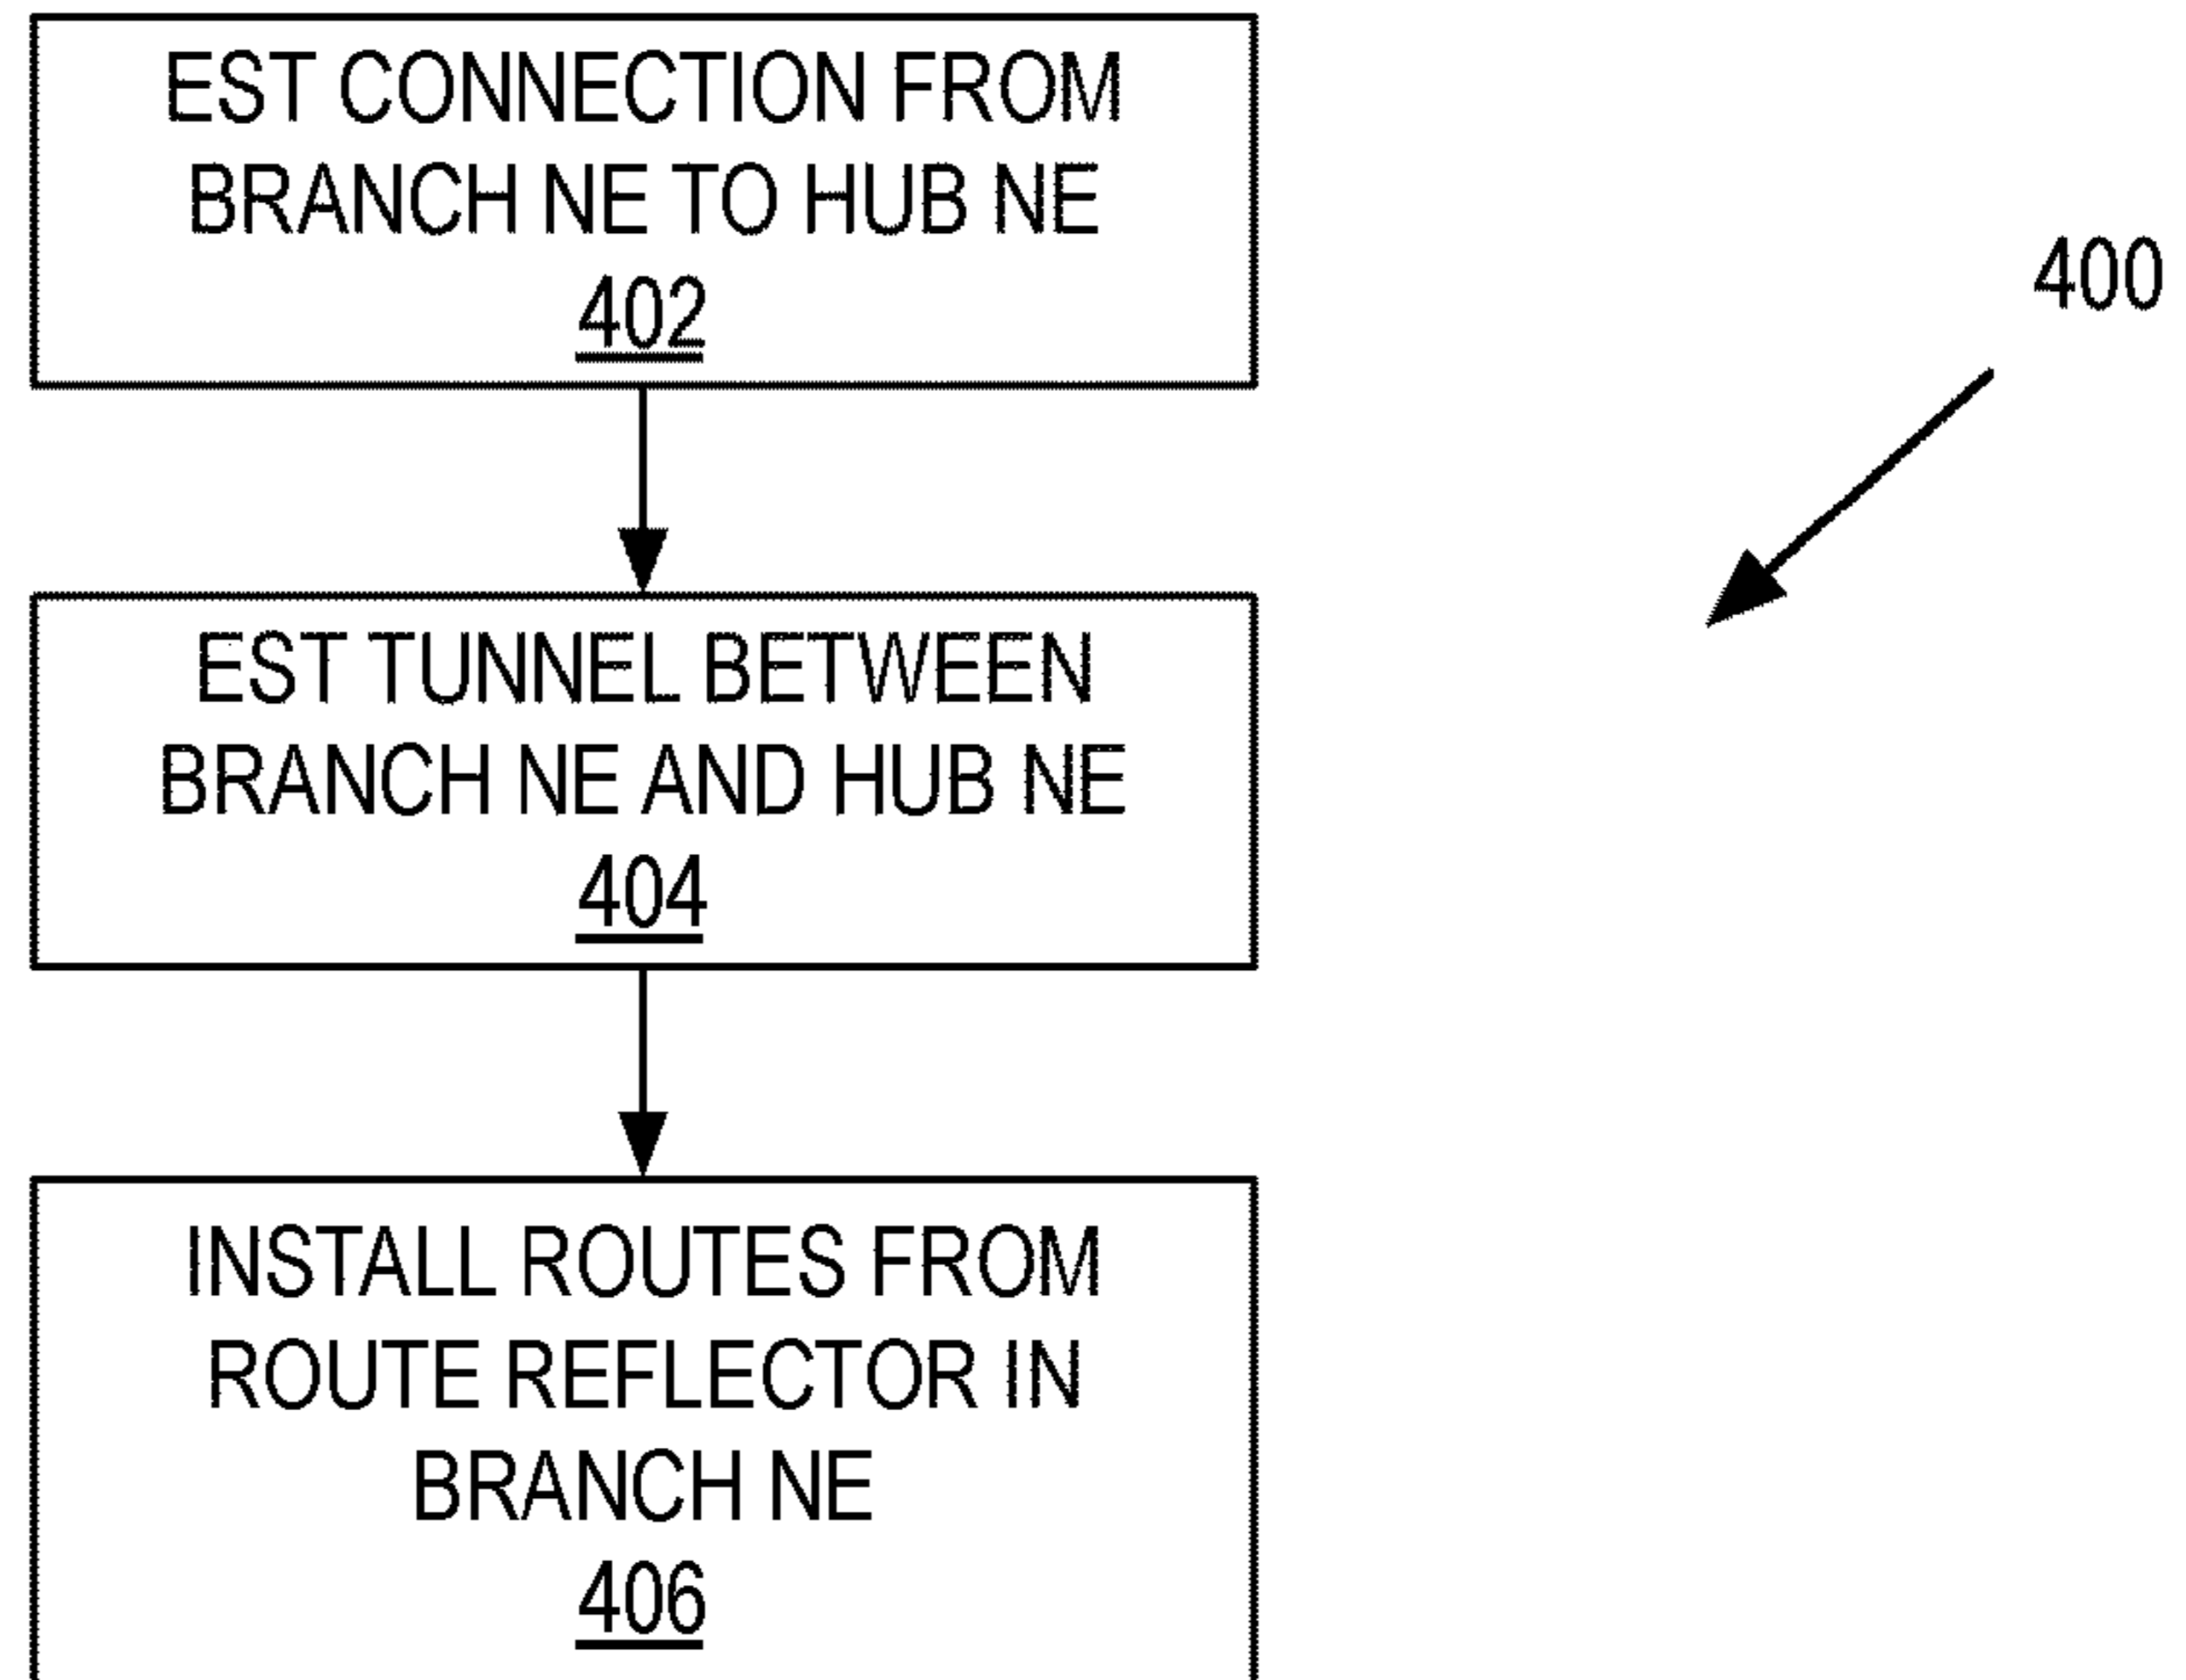 EST CONNECTION FROM
BRANCH NE TO HUB NE
402
400
EST TUNNEL BETWEEN
BRANCH NE AND HUB NE
404
INSTALL ROUTES FROM
ROUTE REFLECTOR IN
BRANCH NE
406